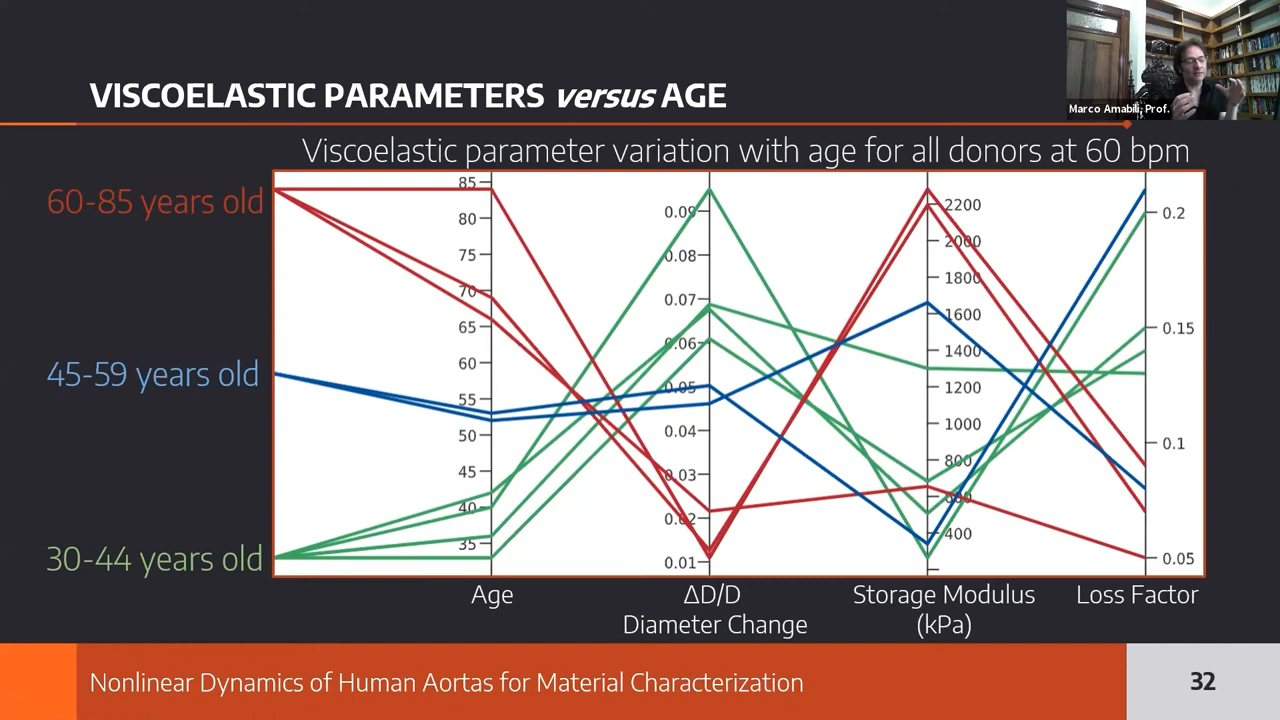 Marco Amabili, Prof.
VISCOELASTIC PARAMETERS versus AGE
Viscoelastic parameter variation with age for all donors at 60 bpm
60-85 years old
45-59 years old
30-44 years old
85
80
75
70
65
60
55
50
45
40
35
0.09
0.08
0.07
0.06
0.05
0.04
0.03
0.02
0.01
2200
2000
1800
1600
1400
1200
1000
800
600
400
0.2
0.15
0.1
0.05
Age
ΔD/D
Diameter Change
Storage Modulus
(kPa)
Loss Factor
Nonlinear Dynamics of Human Aortas for Material Characterization
32